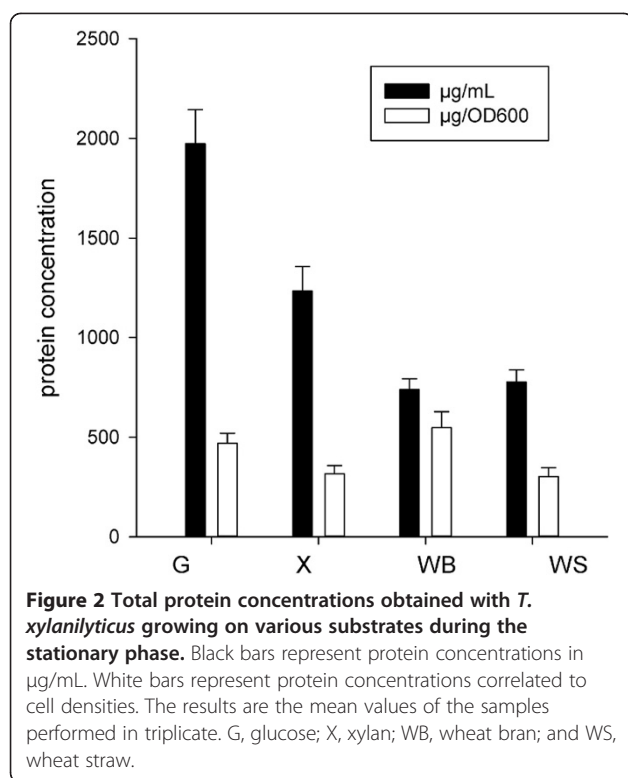 2500
2000
1500
1000
500
0
protein concentration
µg/mL
µg/OD600
G X WB WS
Figure 2 Total protein concentrations obtained with T.
xylanilyticus growing on various substrates during the
stationary phase. Black bars represent protein concentrations in
µg/mL. White bars represent protein concentrations correlated to
cell densities. The results are the mean values of the samples
performed in triplicate. G, glucose; X, xylan; WB, wheat bran; and WS,
wheat straw.